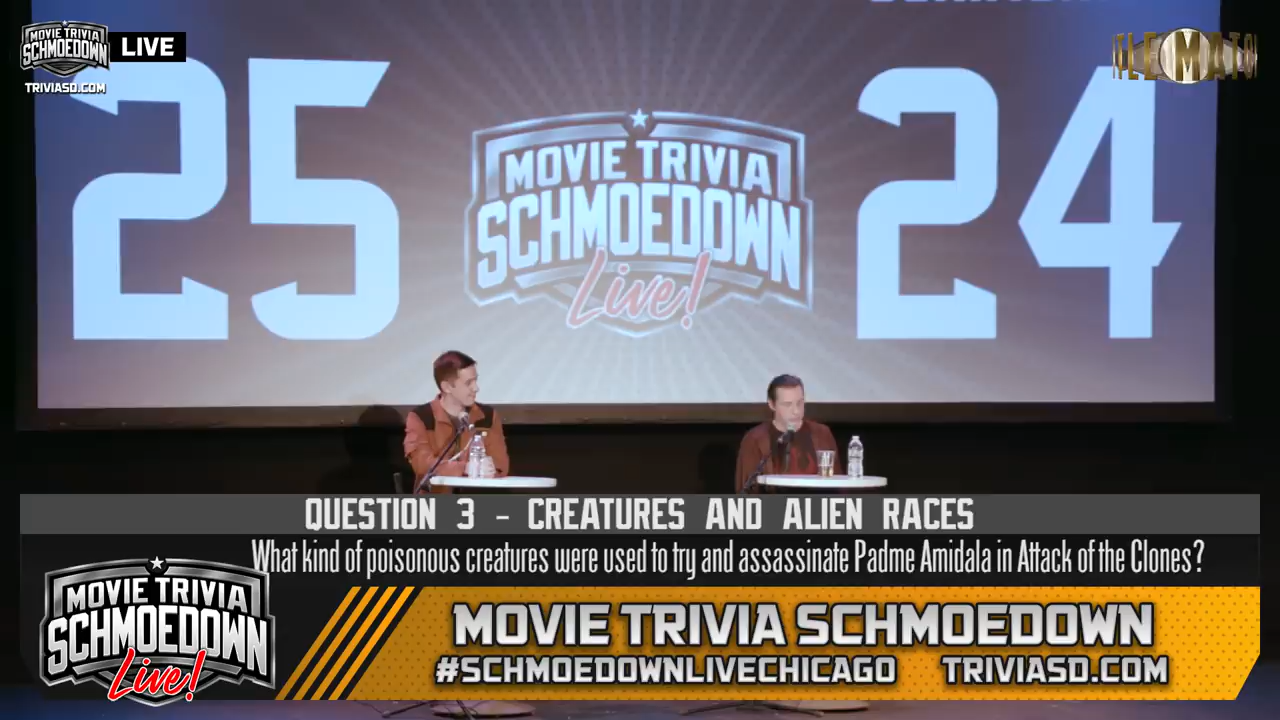 MOVIE TRIVIA
SCHMOEDOWN
LIVE
TRIVIASD.COM
TLE MATC
25
24
MOVIE TRIVIA
SCHMOEDOWN
Live!
QUESTION 3 - CREATURES AND ALIEN RACES
What kind of poisonous creatures were used to try and assassinate Padme Amidala in Attack of the Clones?
MOVIE TRIVIA
SCHMOEDOWN
Live!
MOVIE TRIVIA SCHMOEDOWN
#SCHMOEDOWNLIVECHICAGO TRIVIASD.COM